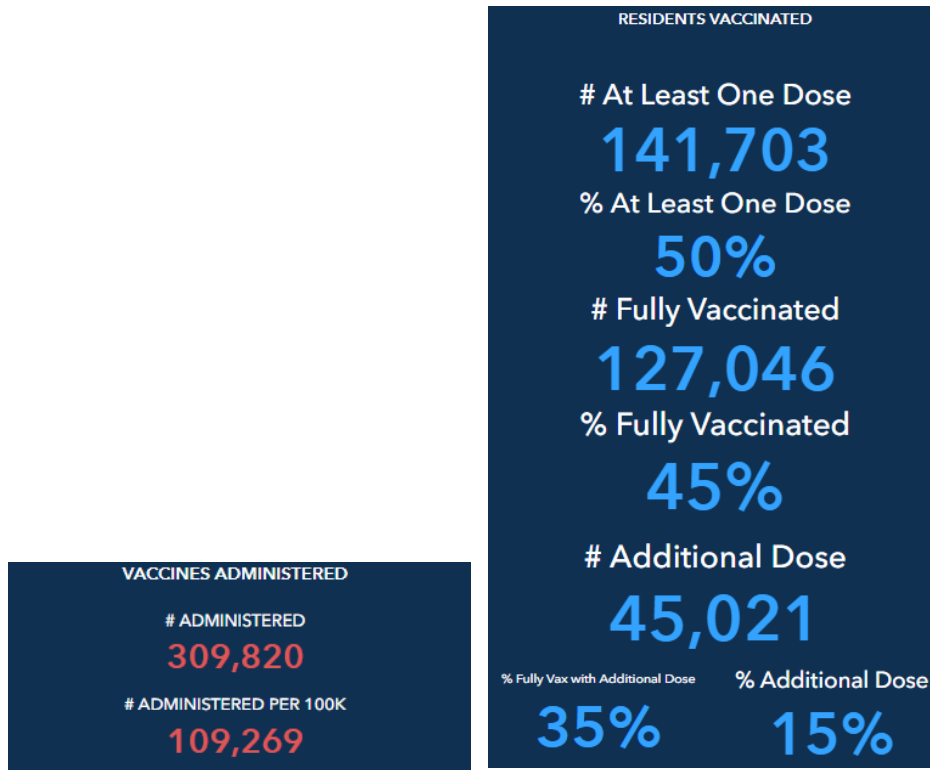 VACCINES ADMINISTERED
# ADMINISTERED
309,820
# ADMINISTERED PER 100K
109,269
RESIDENTS VACCINATED
# At Least One Dose
141,703
% At Least One Dose
50%
# Fully Vaccinated
127,046
% Fully Vaccinated
45%
# Additional Dose
45,021
% Fully Vax with Additional Dose
35%
% Additional Dose
15%